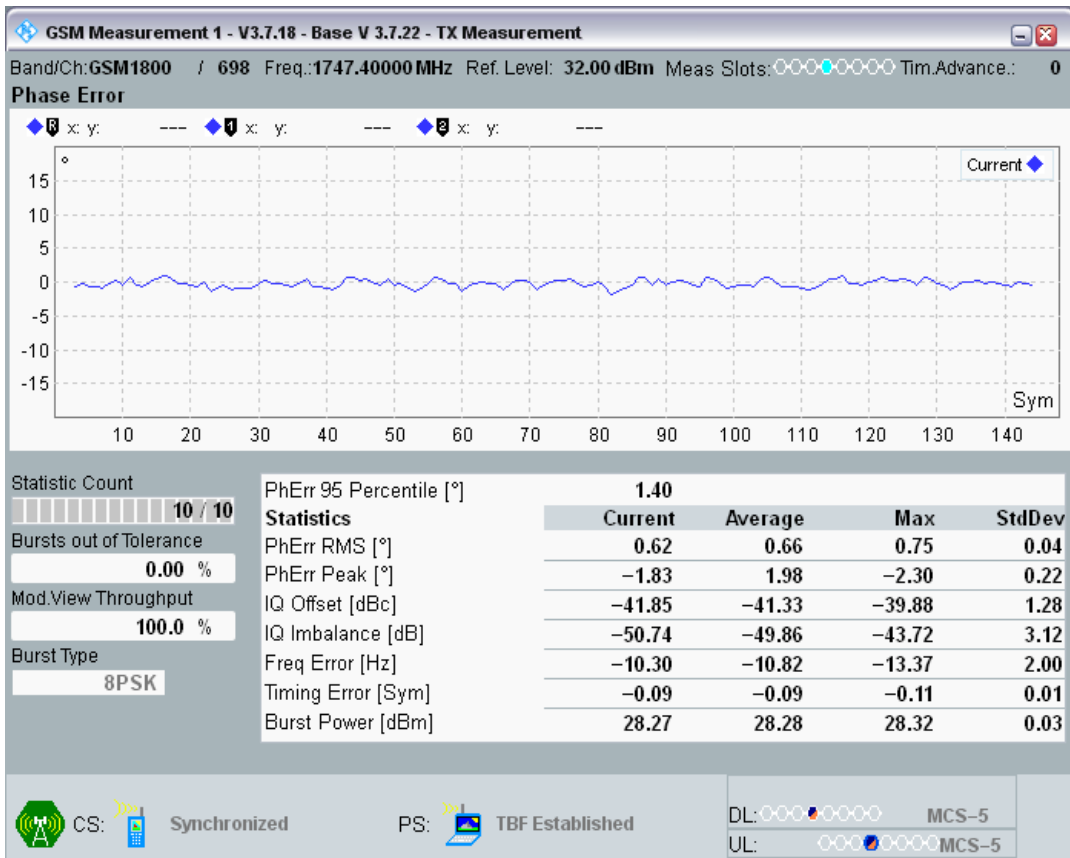 GSM Measurement 1 - V3.7.18 - Base V 3.7.22 - TX Measurement
Band/Ch:GSM1800 / 698 Freq.:1747.40000 MHz Ref. Level: 32.00 dBm Meas Slots: Tim.Advance.: 0
Phase Error
R x: y: --- 1 x: y: --- 2 x: y: ---
° Current
15
10
5
0
-5
-10
-15
Sym
10 20 30 40 50 60 70 80 90 100 110 120 130 140
Statistic Count
10 / 10
Bursts out of Tolerance
0.00 %
Mod.View Throughput
100.0 %
Burst Type
8PSK
PhErr 95 Percentile [°] 1.40
Statistics Current Average Max StdDev
PhErr RMS [°] 0.62 0.66 0.75 0.04
PhErr Peak [°] −1.83 1.98 −2.30 0.22
IQ Offset [dBc] −41.85 −41.33 −39.88 1.28
IQ Imbalance [dB] −50.74 −49.86 −43.72 3.12
Freq Error [Hz] −10.30 −10.82 −13.37 2.00
Timing Error [Sym] −0.09 −0.09 −0.11 0.01
Burst Power [dBm] 28.27 28.28 28.32 0.03
CS: Synchronized PS: TBF Established
DL: MCS−5
UL: MCS−5